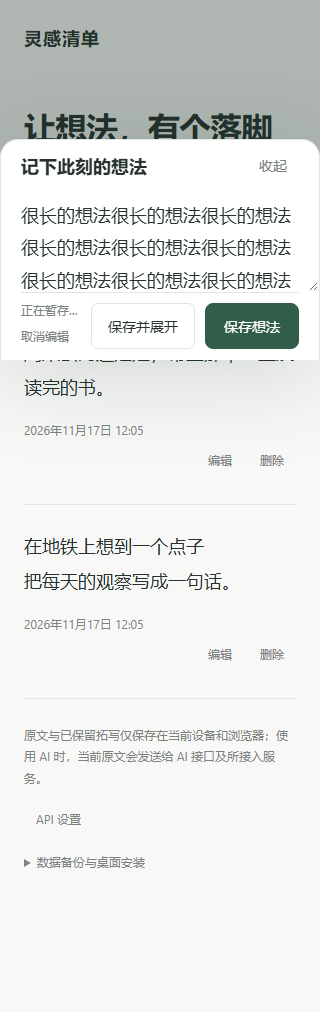 灵感清单
让想法，有个落脚
记下此刻的想法
收起
很长的想法很长的想法很长的想法
很长的想法很长的想法很长的想法
很长的想法很长的想法很长的想法
正在暂存...
取消编辑
保存并展开
保存想法
读完的书。
2026年11月17日 12:05
编辑
删除
在地铁上想到一个点子
把每天的观察写成一句话。
2026年11月17日 12:05
编辑
删除
原文与已保留拓写仅保存在当前设备和浏览器；使
用 AI 时，当前原文会发送给 AI 接口及所接入服
务。
API 设置
▶ 数据备份与桌面安装